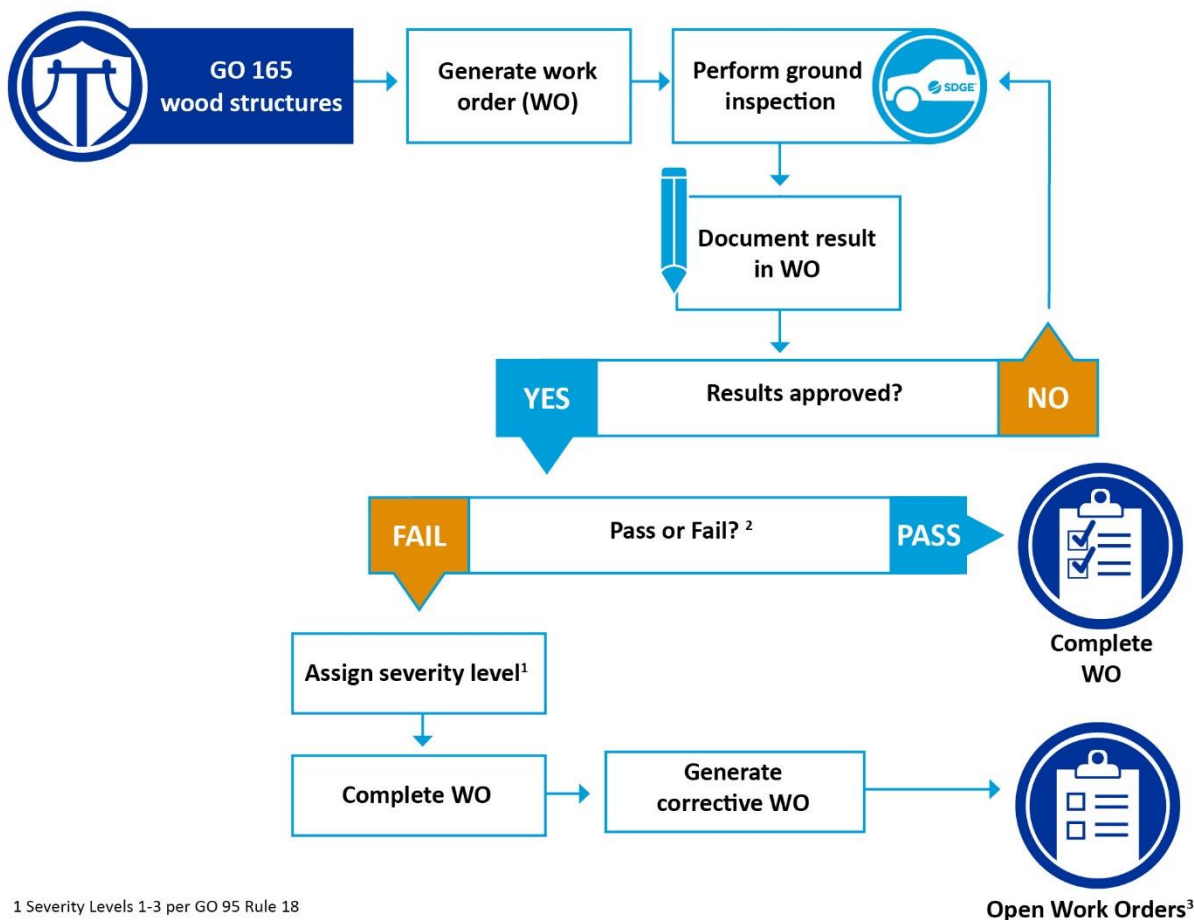 GO 165
wood structures
Generate work
order (WO)
Perform ground
inspection
SDGE
Document result
in WO
YES
Results approved?
NO
FAIL
Pass or Fail? 2
PASS
Complete
WO
Assign severity level1
Complete WO
Generate
corrective WO
Open Work Orders3
1 Severity Levels 1-3 per GO 95 Rule 18